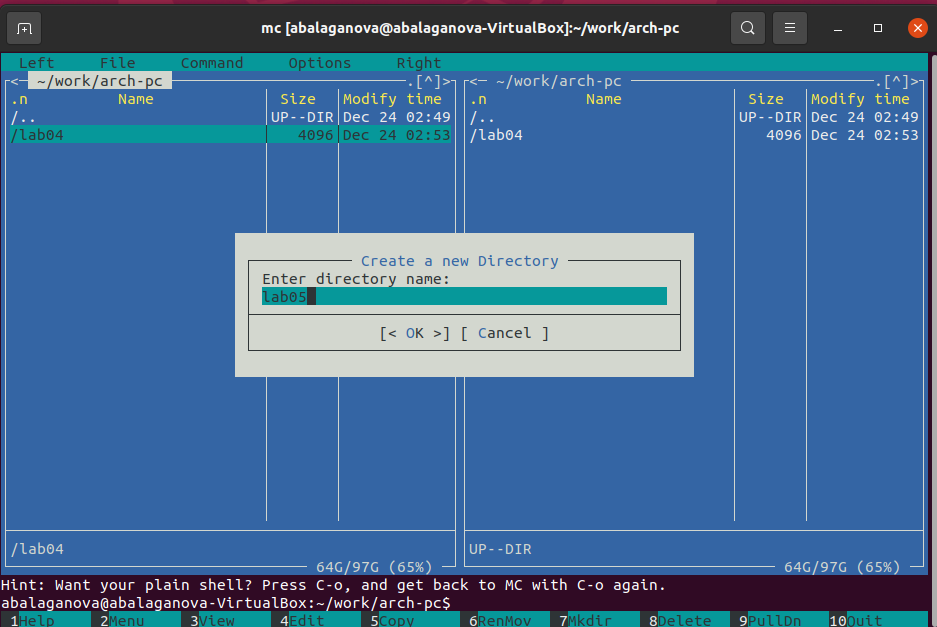 mc [abalaganova@abalaganova-VirtualBox]:~/work/arch-pc
Left File Command Options Right
<─ ~/work/arch-pc .[^]>
.n Name Size Modify time
/.. UP--DIR Dec 24 02:49
/lab04 4096 Dec 24 02:53
/lab04
64G/97G (65%)
<─ ~/work/arch-pc .[^]>
.n Name Size Modify time
/.. UP--DIR Dec 24 02:49
/lab04 4096 Dec 24 02:53
UP--DIR
64G/97G (65%)
Create a new Directory
Enter directory name:
lab05
[< OK >] [ Cancel ]
Hint: Want your plain shell? Press C-o, and get back to MC with C-o again.
abalaganova@abalaganova-VirtualBox:~/work/arch-pc$
1Help 2Menu 3View 4Edit 5Copy 6RenMov 7Mkdir 8Delete 9PullDn 10Quit